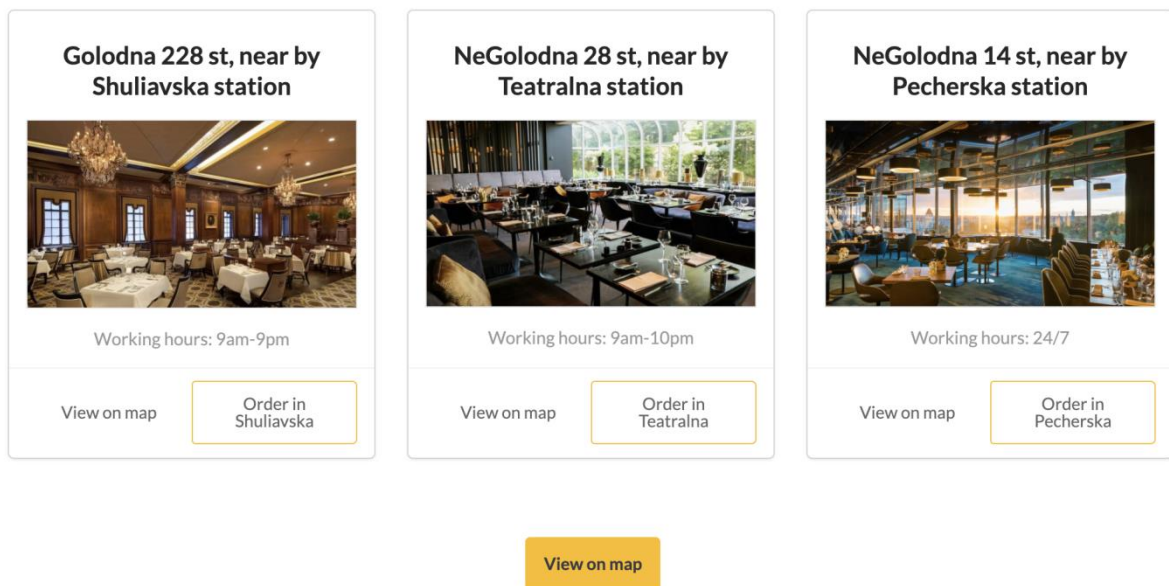 Golodna 228 st, near by
Shuliavska station
Working hours: 9am-9pm
View on map
Order in
Shuliavska
NeGolodna 28 st, near by
Teatralna station
Working hours: 9am-10pm
View on map
Order in
Teatralna
NeGolodna 14 st, near by
Pecherska station
Working hours: 24/7
View on map
Order in
Pecherska
View on map